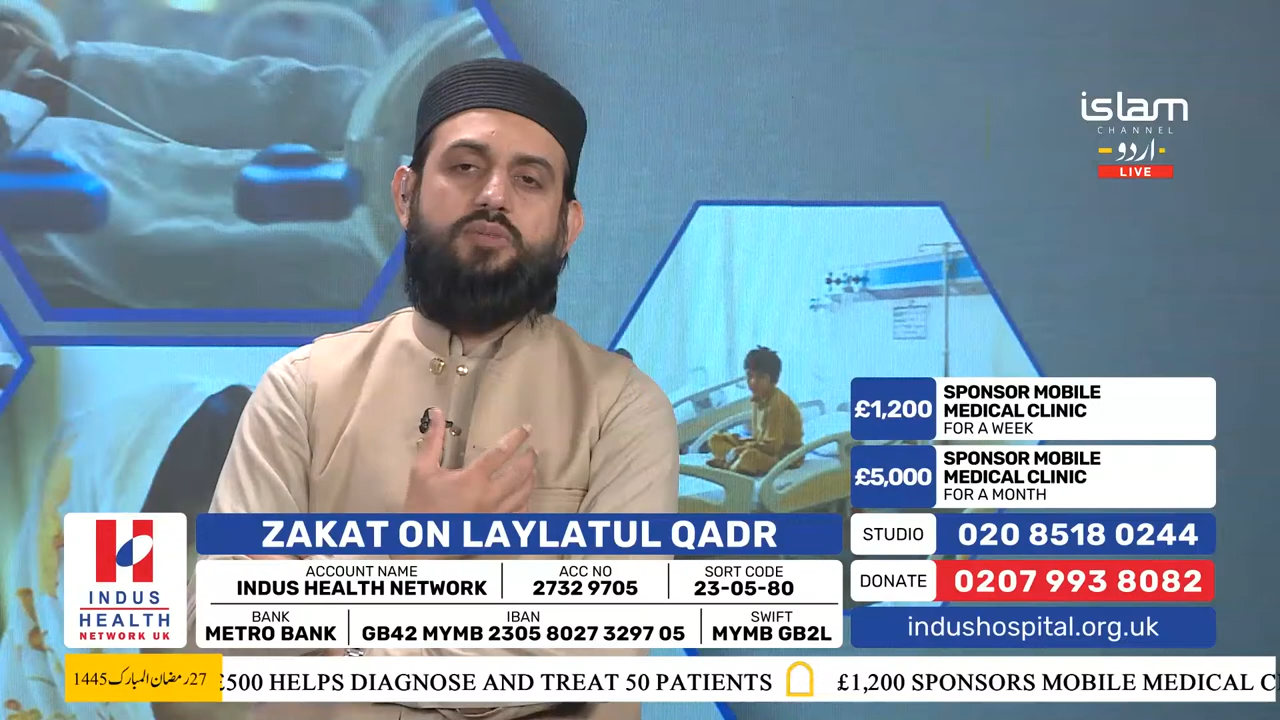 islam
CHANNEL
اردو
LIVE
£1,200
SPONSOR MOBILE
MEDICAL CLINIC
FOR A WEEK
£5,000
SPONSOR MOBILE
MEDICAL CLINIC
FOR A MONTH
STUDIO 020 8518 0244
DONATE 0207 993 8082
indushospital.org.uk
INDUS
HEALTH
NETWORK UK
ZAKAT ON LAYLATUL QADR
ACCOUNT NAME
INDUS HEALTH NETWORK
ACC NO
2732 9705
SORT CODE
23-05-80
BANK
METRO BANK
IBAN
GB42 MYMB 2305 8027 3297 05
SWIFT
MYMB GB2L
27 رمضان المبارک 1445
£500 HELPS DIAGNOSE AND TREAT 50 PATIENTS £1,200 SPONSORS MOBILE MEDICAL